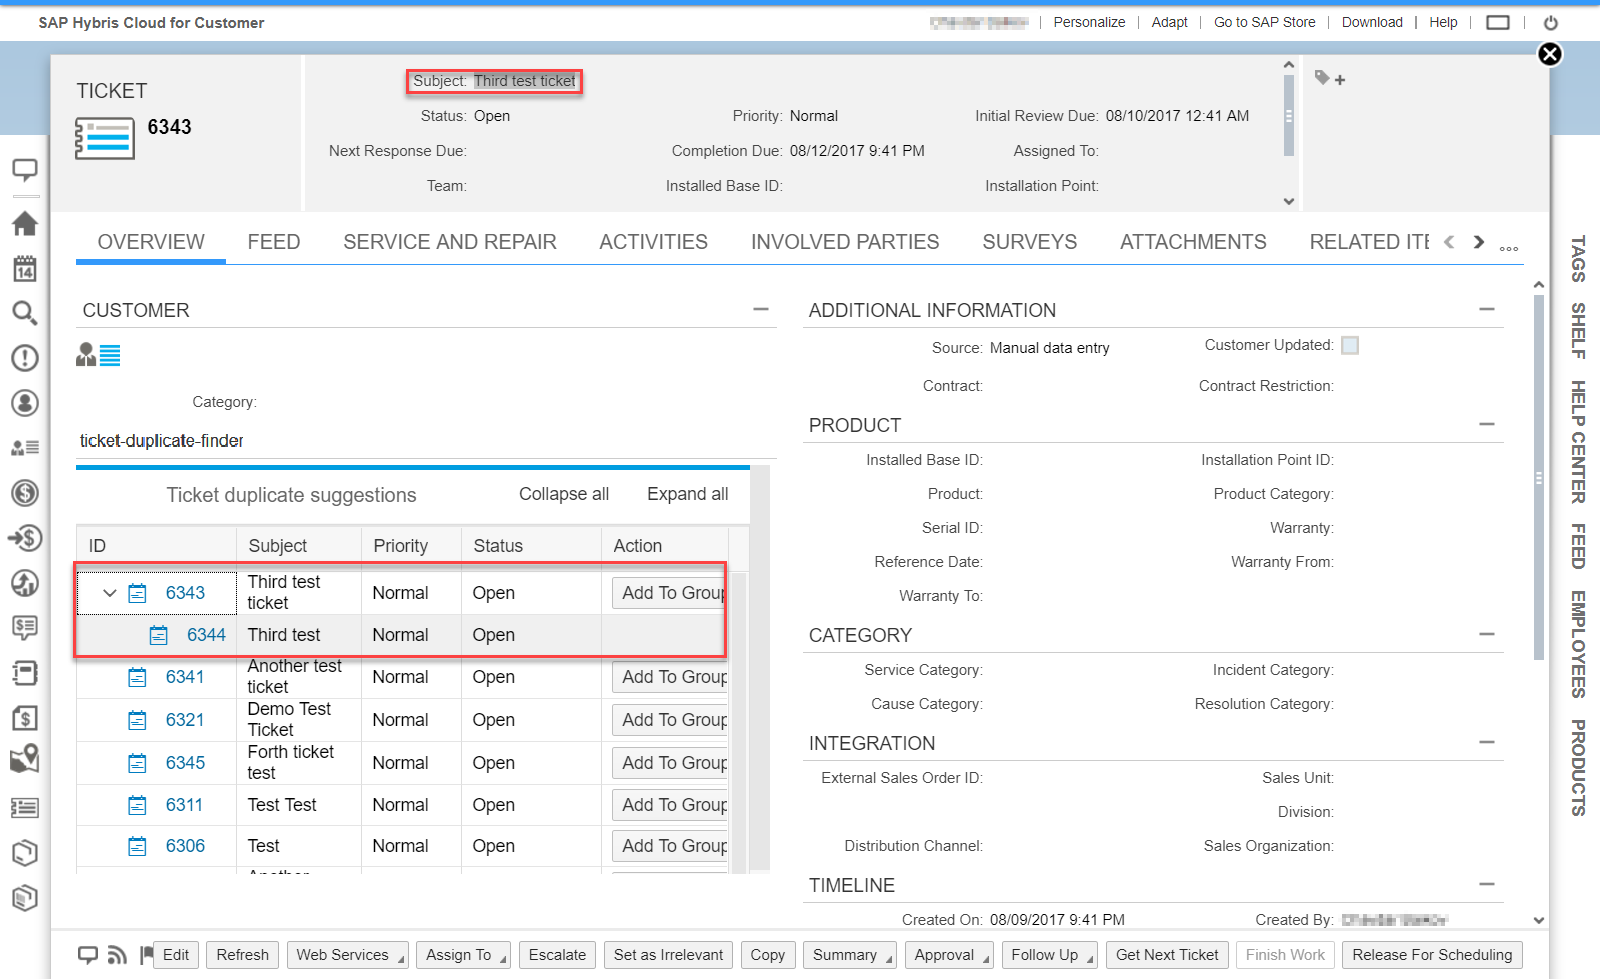 SAP Hybris Cloud for Customer
Personalize
Adapt
Go to SAP Store
Download
Help
TICKET
6343
Subject: Third test ticket
Status: Open
Priority: Normal
Initial Review Due: 08/10/2017 12:41 AM
Next Response Due:
Completion Due: 08/12/2017 9:41 PM
Assigned To:
Team:
Installed Base ID:
Installation Point:
OVERVIEW
FEED
SERVICE AND REPAIR
ACTIVITIES
INVOLVED PARTIES
SURVEYS
ATTACHMENTS
RELATED ITE
14
CUSTOMER
Category:
ticket-duplicate-finder
Ticket duplicate suggestions
Collapse all
Expand all
ID Subject Priority Status Action
6343 Third test ticket Normal Open Add To Group
6344 Third test Normal Open
6341 Another test ticket Normal Open Add To Group
6321 Demo Test Ticket Normal Open Add To Group
6345 Forth ticket test Normal Open Add To Group
6311 Test Test Normal Open Add To Group
6306 Test Normal Open Add To Group
ADDITIONAL INFORMATION
Source: Manual data entry
Customer Updated:
Contract:
Contract Restriction:
PRODUCT
Installed Base ID:
Installation Point ID:
Product:
Product Category:
Serial ID:
Warranty:
Reference Date:
Warranty From:
Warranty To:
CATEGORY
Service Category:
Incident Category:
Cause Category:
Resolution Category:
INTEGRATION
External Sales Order ID:
Sales Unit:
Division:
Distribution Channel:
Sales Organization:
TIMELINE
Created On: 08/09/2017 9:41 PM
Created By:
TAGS
SHELF
HELP CENTER
FEED
EMPLOYEES
PRODUCTS
Edit
Refresh
Web Services
Assign To
Escalate
Set as Irrelevant
Copy
Summary
Approval
Follow Up
Get Next Ticket
Finish Work
Release For Scheduling